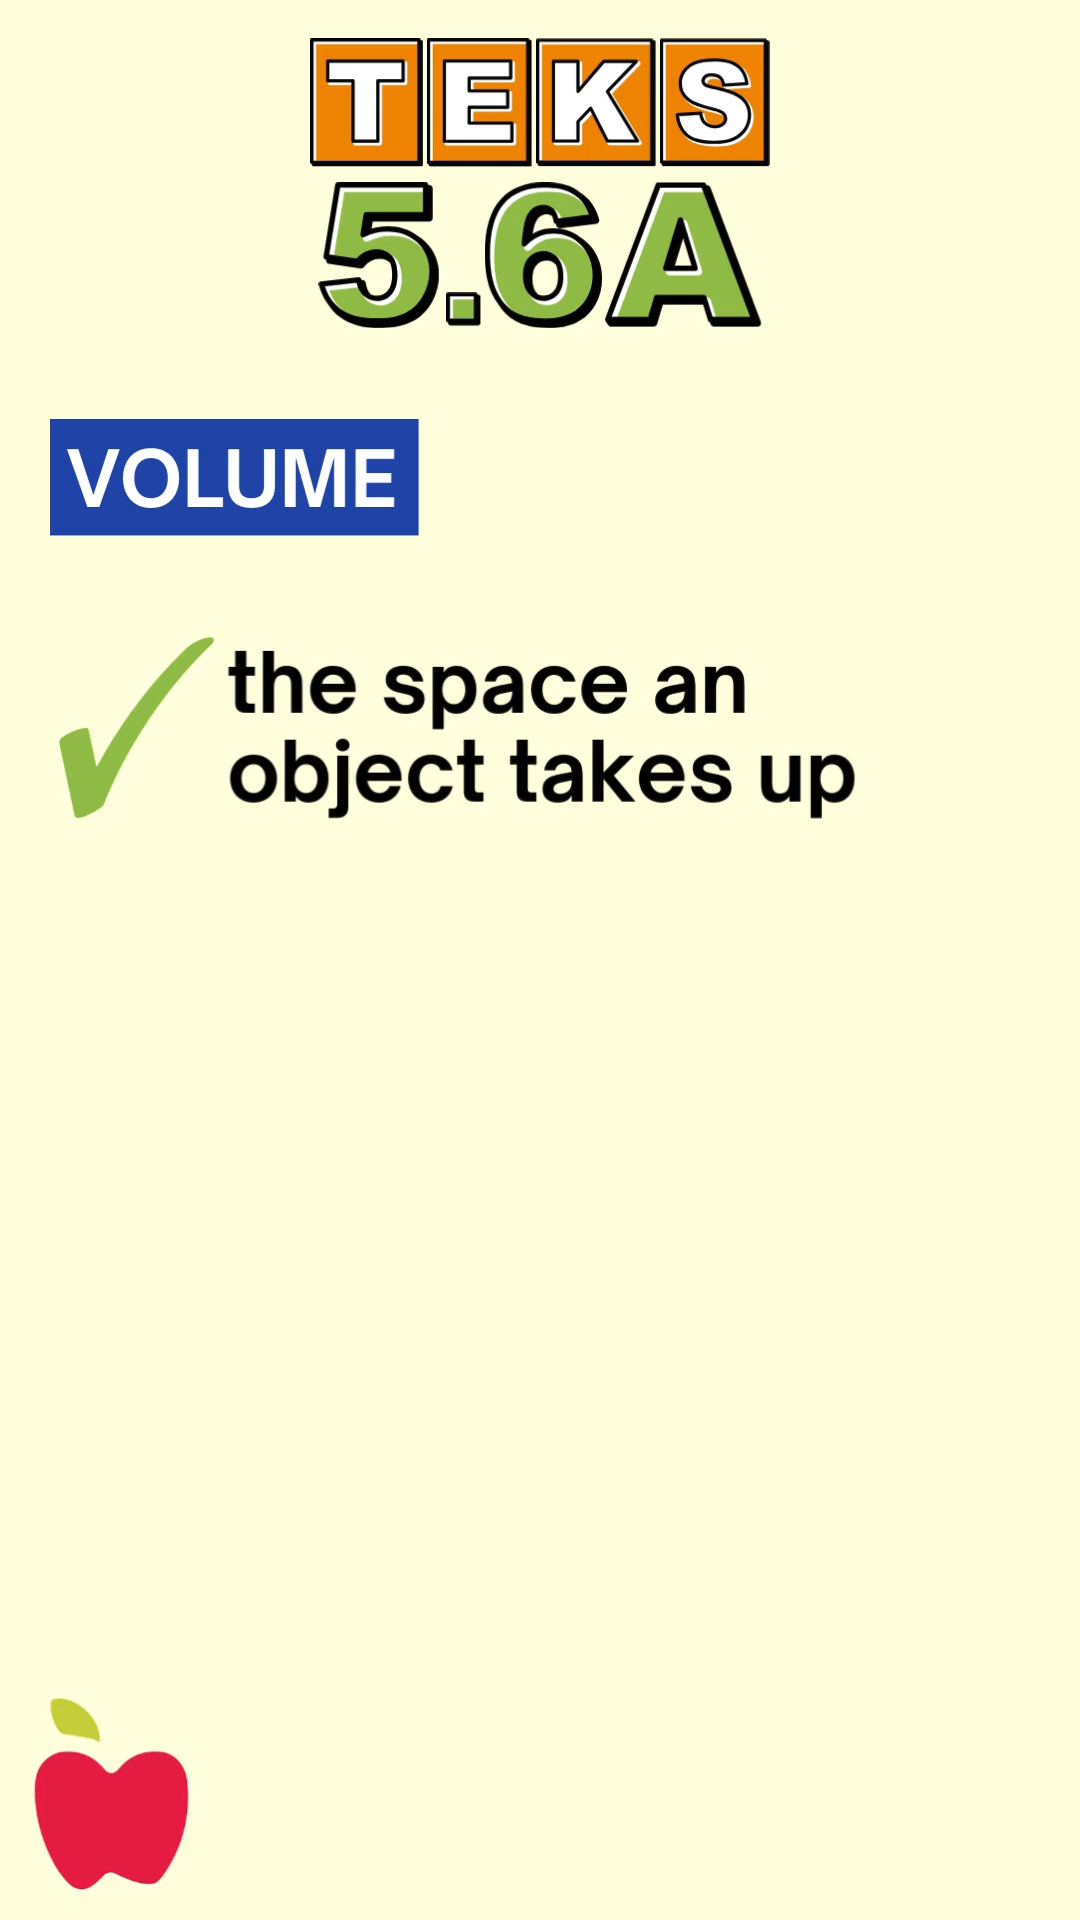 TEKS
5.6A
VOLUME
the space an
object takes up